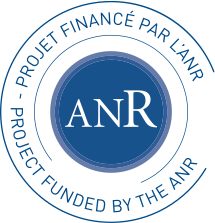 - PROJET FINANCÉ PAR L'ANR
ANR
- PROJECT FUNDED BY THE ANR